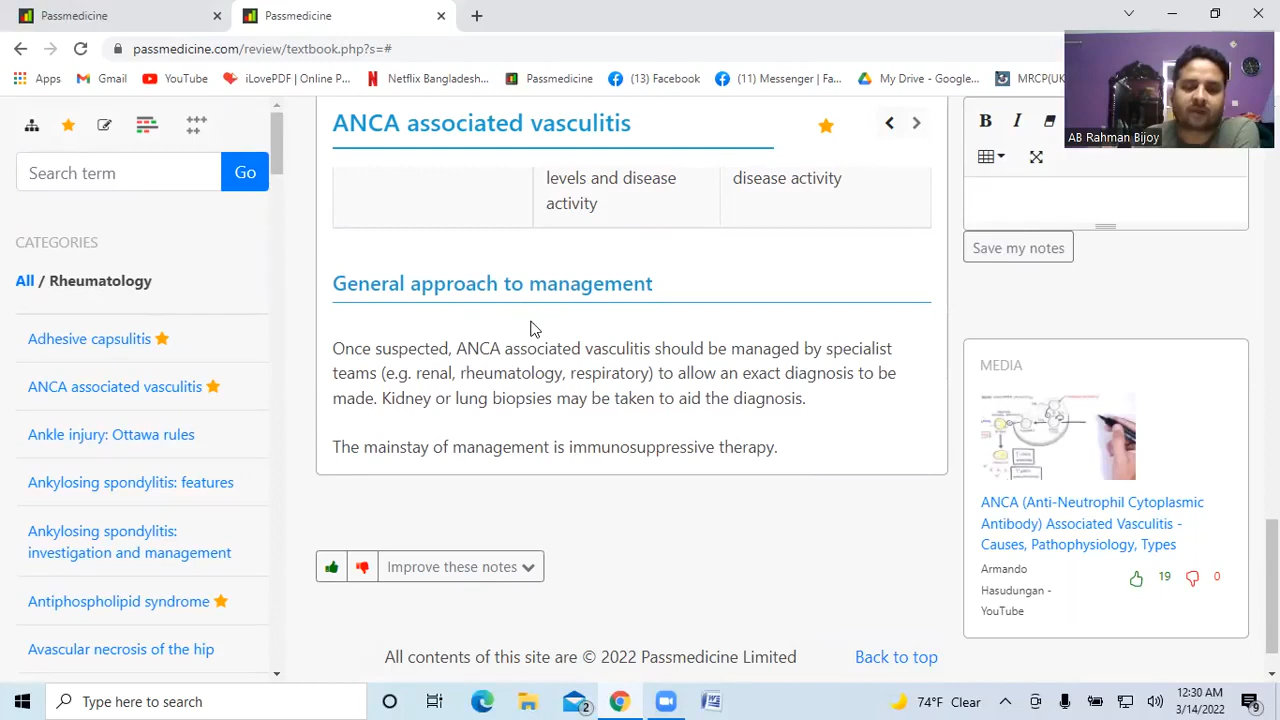 Passmedicine
Passmedicine
passmedicine.com/review/textbook.php?s=#
Apps
Gmail
YouTube
iLovePDF | Online P...
Netflix Bangladesh...
Passmedicine
(13) Facebook
(11) Messenger | Fa...
My Drive - Google...
MRCP(UK
AB Rahman Bijoy
Search term
Go
CATEGORIES
All / Rheumatology
Adhesive capsulitis
ANCA associated vasculitis
Ankle injury: Ottawa rules
Ankylosing spondylitis: features
Ankylosing spondylitis:
investigation and management
Antiphospholipid syndrome
Avascular necrosis of the hip
ANCA associated vasculitis
levels and disease
activity
disease activity
General approach to management
Once suspected, ANCA associated vasculitis should be managed by specialist
teams (e.g. renal, rheumatology, respiratory) to allow an exact diagnosis to be
made. Kidney or lung biopsies may be taken to aid the diagnosis.
The mainstay of management is immunosuppressive therapy.
Improve these notes
All contents of this site are © 2022 Passmedicine Limited
Back to top
B I
Save my notes
MEDIA
ANCA (Anti-Neutrophil Cytoplasmic
Antibody) Associated Vasculitis -
Causes, Pathophysiology, Types
Armando
Hasudungan -
YouTube
19
0
Type here to search
2
74°F Clear
12:30 AM
3/14/2022
9